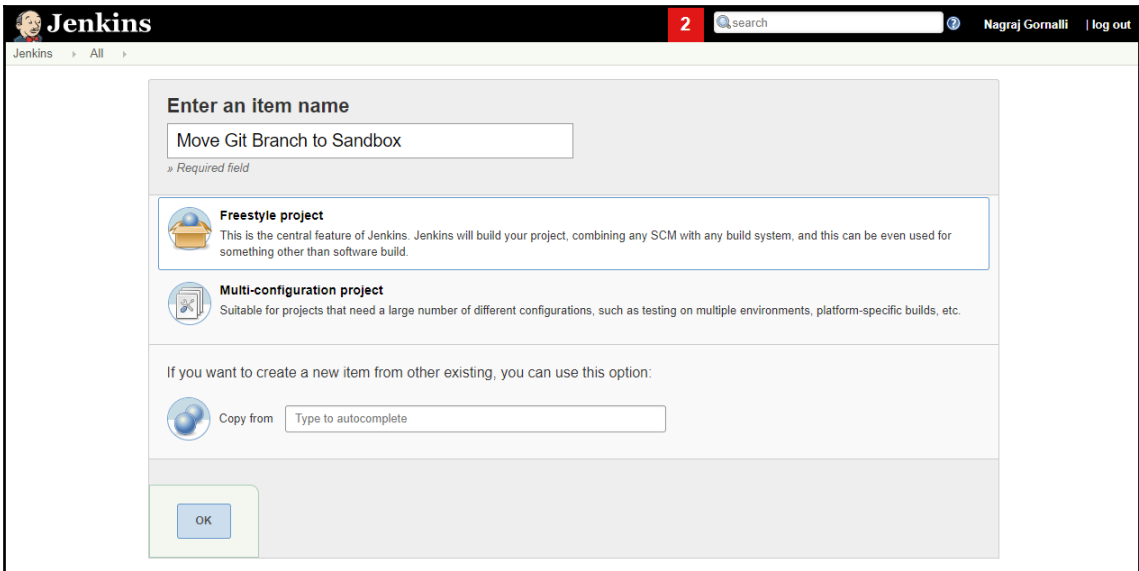 Jenkins
2
search
Nagraj Gornalli
| log out
Jenkins
All
Enter an item name
Move Git Branch to Sandbox
» Required field
Freestyle project
This is the central feature of Jenkins. Jenkins will build your project, combining any SCM with any build system, and this can be even used for
something other than software build.
Multi-configuration project
Suitable for projects that need a large number of different configurations, such as testing on multiple environments, platform-specific builds, etc.
If you want to create a new item from other existing, you can use this option:
Copy from
Type to autocomplete
OK